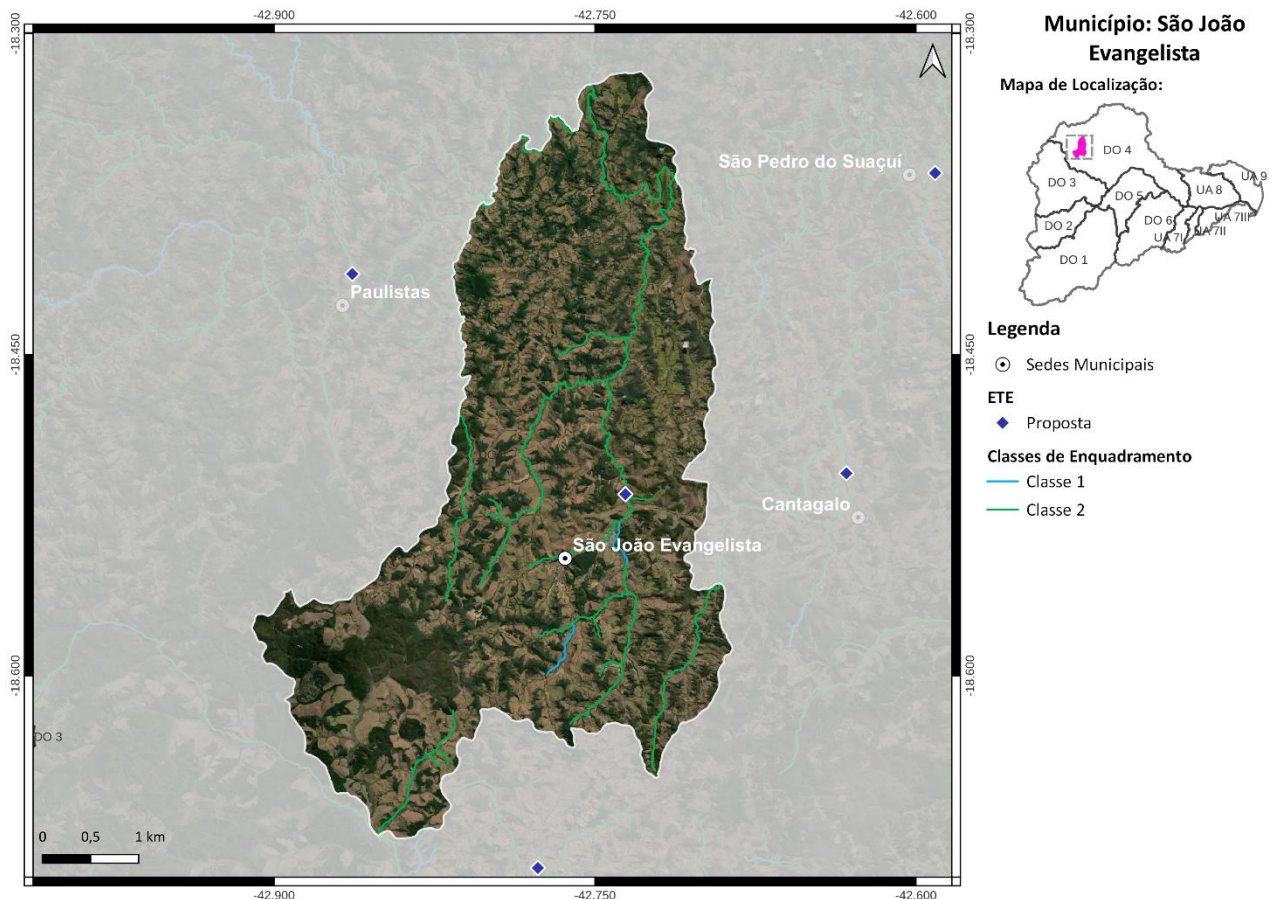 -42.900
-42.750
-42.600
-18.300
-18.300
São Pedro do Suaçuí
Paulistas
-18.450
-18.450
Cantagalo
São João Evangelista
-18.600
-18.600
DO 3
0 0,5 1 km
-42.900
-42.750
-42.600
Município: São João
Evangelista
Mapa de Localização:
DO 4
DO 3
DO 5
UA 8
UA 9
DO 2
DO 6
UA 7III
UA 7II
UA 7I
DO 1
Legenda
Sedes Municipais
ETE
Proposta
Classes de Enquadramento
Classe 1
Classe 2